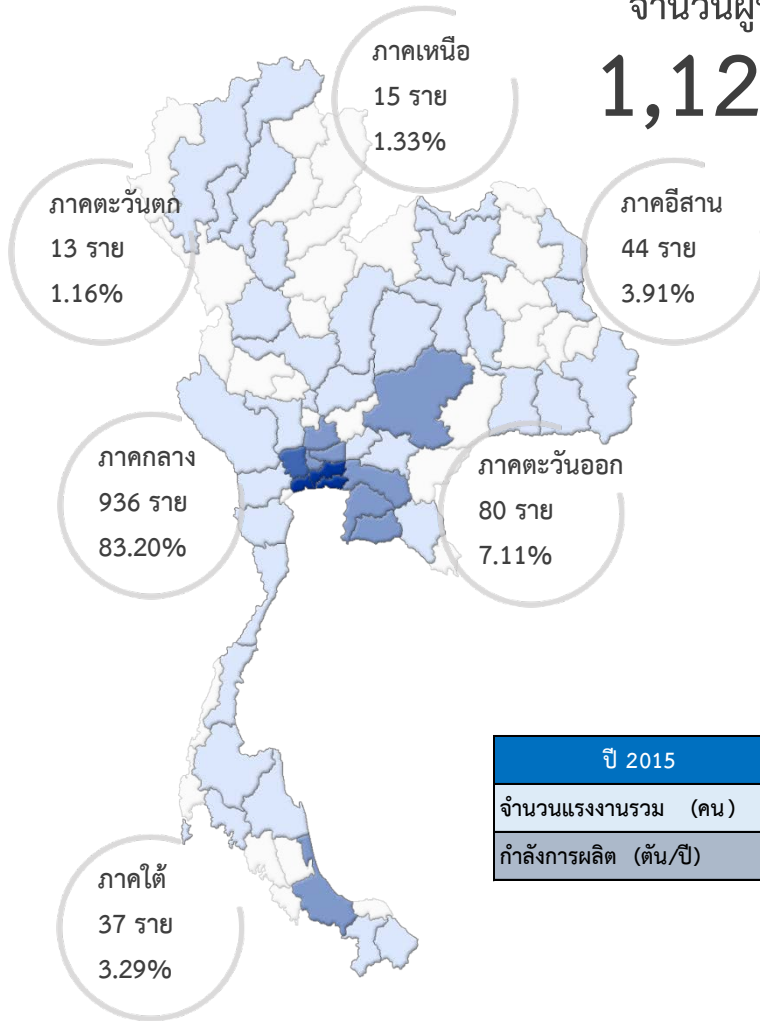 จำนวนผู้
1,12
ภาคเหนือ
15 ราย
1.33%
ภาคตะวันตก
13 ราย
1.16%
ภาคอีสาน
44 ราย
3.91%
ภาคกลาง
936 ราย
83.20%
ภาคตะวันออก
80 ราย
7.11%
ปี 2015
จำนวนแรงงานรวม (คน)
กำลังการผลิต (ตัน/ปี)
ภาคใต้
37 ราย
3.29%